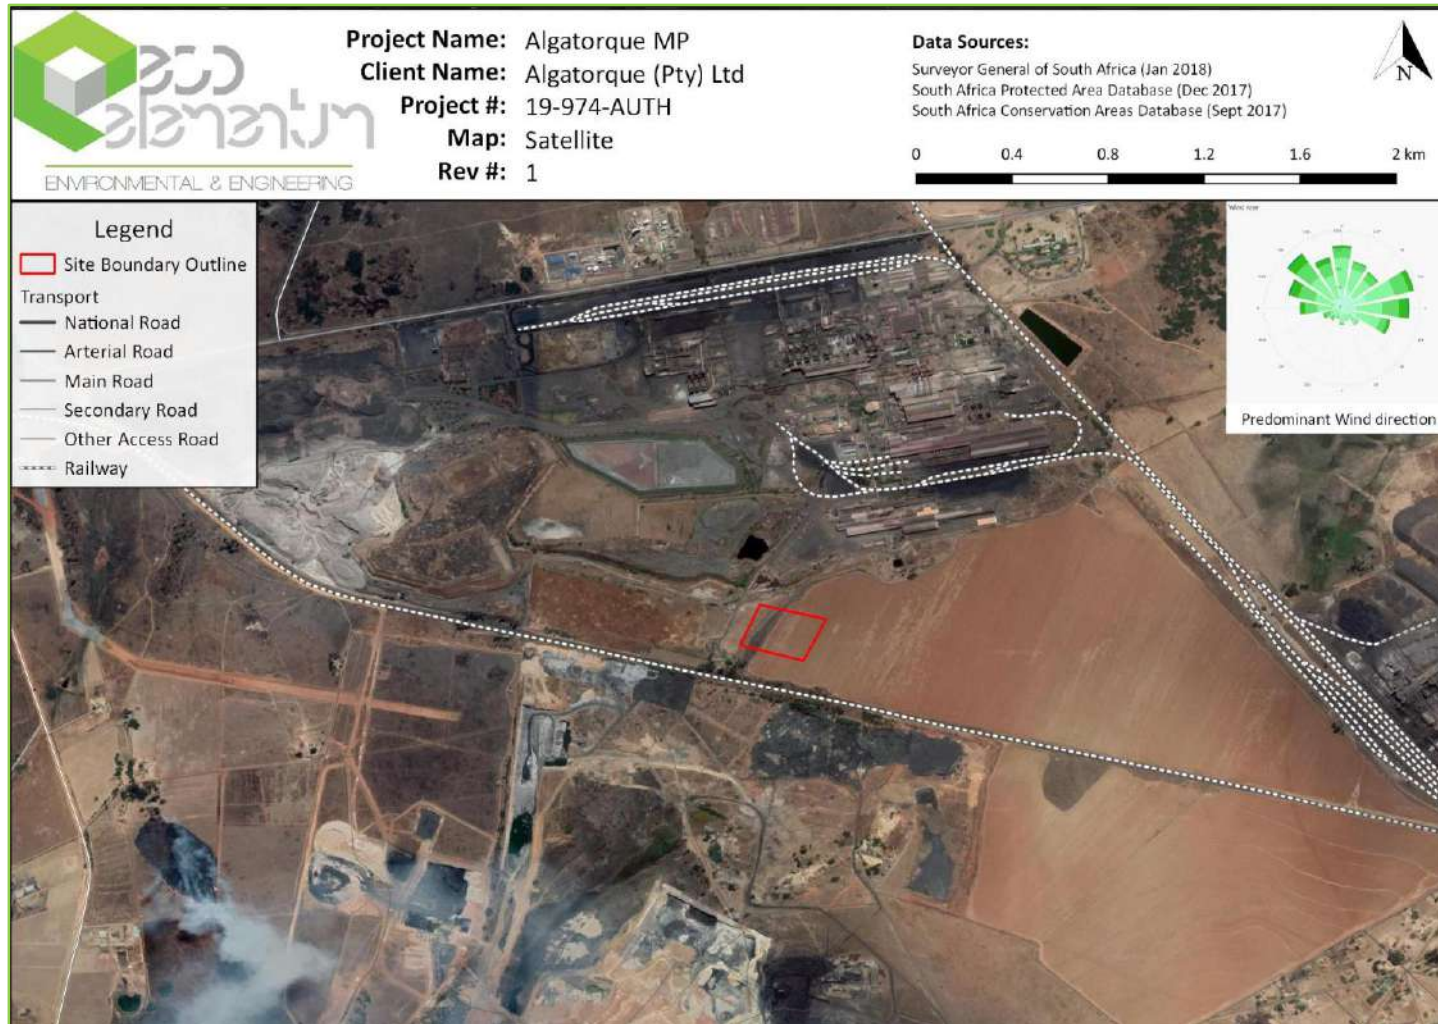 eco
elementum
ENVIRONMENTAL & ENGINEERING
Project Name: Algatorque MP
Client Name: Algatorque (Pty) Ltd
Project #: 19-974-AUTH
Map: Satellite
Rev #: 1
Data Sources:
Surveyor General of South Africa (Jan 2018)
South Africa Protected Area Database (Dec 2017)
South Africa Conservation Areas Database (Sept 2017)
N
0 0.4 0.8 1.2 1.6 2 km
Legend
Site Boundary Outline
Transport
National Road
Arterial Road
Main Road
Secondary Road
Other Access Road
Railway
Wind rose
Predominant Wind direction